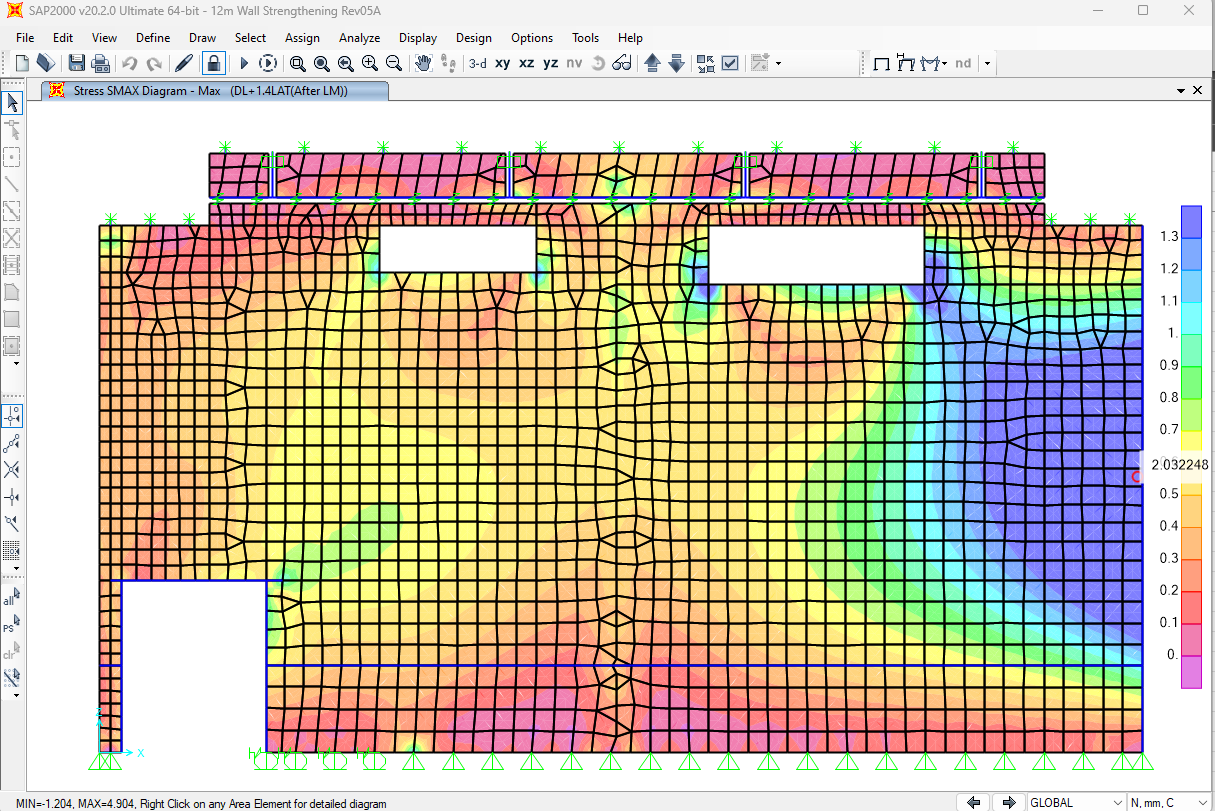 SAP2000 v20.2.0 Ultimate 64-bit - 12m Wall Strengthening Rev05A
File Edit View Define Draw Select Assign Analyze Display Design Options Tools Help
3-d xy xz yz nv nd
Stress SMAX Diagram - Max (DL+1.4LAT(After LM))
1.3
1.2
1.1
1
0.9
0.8
0.7
2.032248
0.5
0.4
0.3
0.2
0.1
0.
all
PS
clr
Z
X
MIN=-1.204, MAX=4.904, Right Click on any Area Element for detailed diagram
GLOBAL
N, mm, C